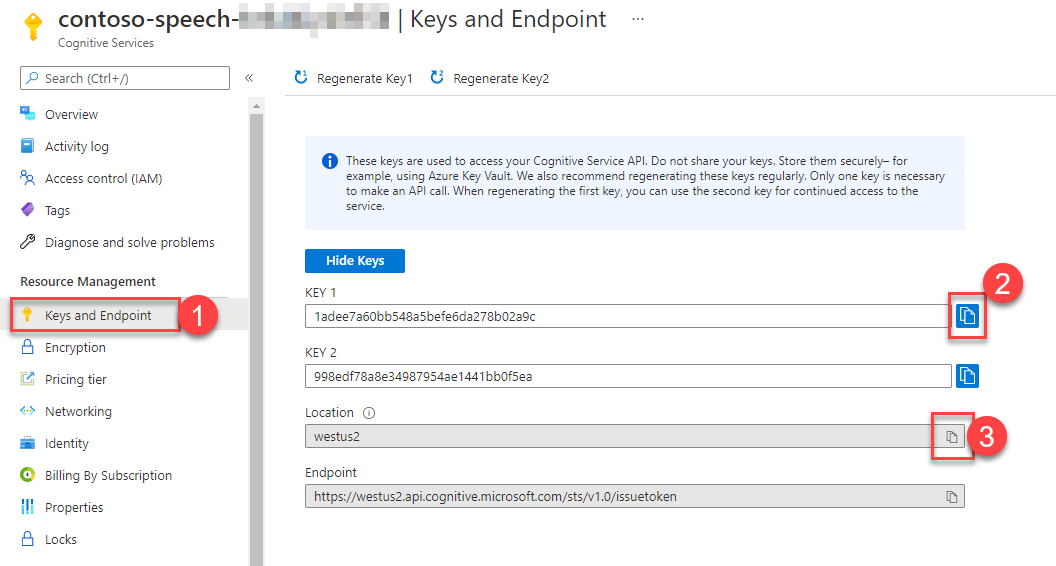 contoso-speech- | Keys and Endpoint ...
Cognitive Services
Search (Ctrl+/) «
Regenerate Key1 Regenerate Key2
Overview
Activity log
Access control (IAM)
Tags
Diagnose and solve problems
Resource Management
Keys and Endpoint 1
Encryption
Pricing tier
Networking
Identity
Billing By Subscription
Properties
Locks
These keys are used to access your Cognitive Service API. Do not share your keys. Store them securely– for
example, using Azure Key Vault. We also recommend regenerating these keys regularly. Only one key is necessary
to make an API call. When regenerating the first key, you can use the second key for continued access to the
service.
Hide Keys
KEY 1
1adee7a60bb548a5befe6da278b02a9c
2
KEY 2
998edf78a8e34987954ae1441bb0f5ea
Location
westus2
3
Endpoint
https://westus2.api.cognitive.microsoft.com/sts/v1.0/issuetoken